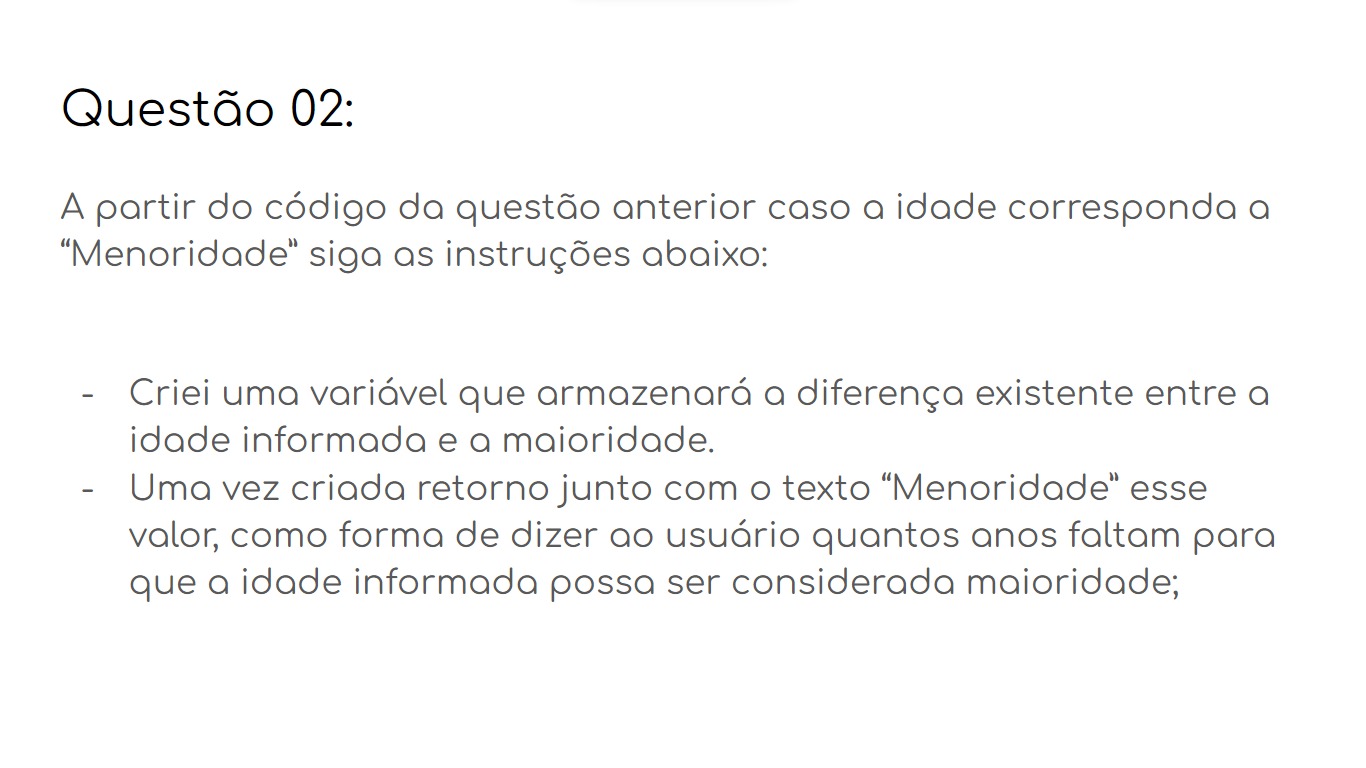 Questão 02:
A partir do código da questão anterior caso a idade corresponda a
“Menoridade” siga as instruções abaixo:
- Criei uma variável que armazenará a diferença existente entre a
idade informada e a maioridade.
- Uma vez criada retorno junto com o texto “Menoridade” esse
valor, como forma de dizer ao usuário quantos anos faltam para
que a idade informada possa ser considerada maioridade;